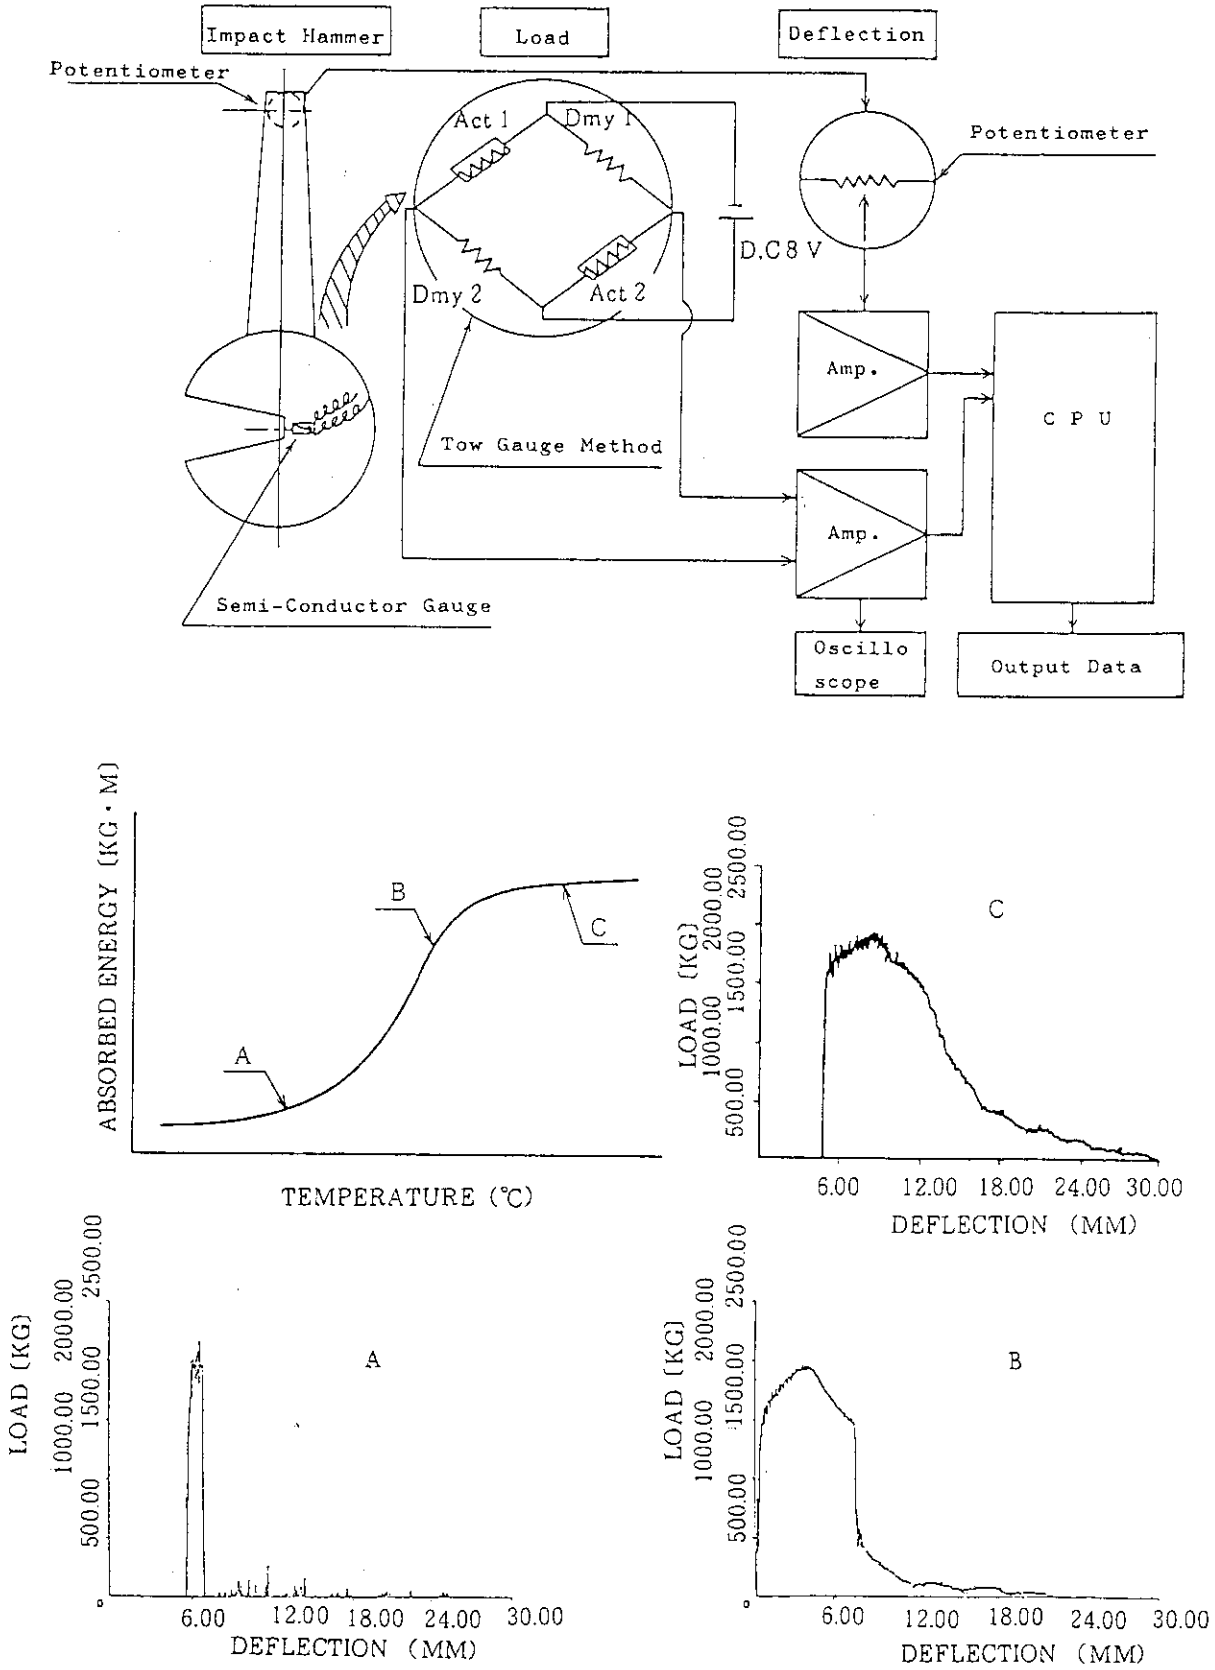 Impact Hammer
Load
Deflection
Potentiometer
Act 1
Dmy 1
Potentiometer
D.C 8 V
Dmy 2
Act 2
Amp.
C P U
Tow Gauge Method
Amp.
Semi-Conductor Gauge
Oscillo
scope
Output Data
ABSORBED ENERGY (KG・M)
A
B
C
TEMPERATURE (℃)
LOAD (KG)
500.00 1000.00 1500.00 2000.00 2500.00
C
6.00 12.00 18.00 24.00 30.00
DEFLECTION (MM)
LOAD (KG)
500.00 1000.00 1500.00 2000.00 2500.00
A
0 6.00 12.00 18.00 24.00 30.00
DEFLECTION (MM)
LOAD (KG)
500.00 1000.00 1500.00 2000.00 2500.00
B
0 6.00 12.00 18.00 24.00 30.00
DEFLECTION (MM)